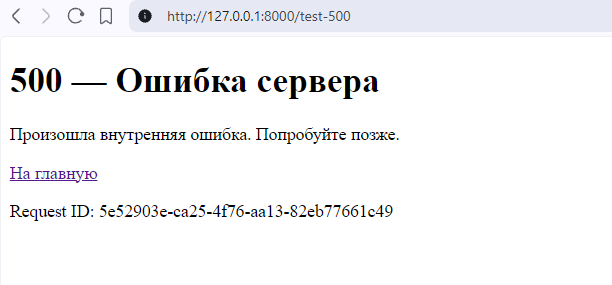 http://127.0.0.1:8000/test-500
500 — Ошибка сервера
Произошла внутренняя ошибка. Попробуйте позже.
На главную
Request ID: 5e52903e-ca25-4f76-aa13-82eb77661c49